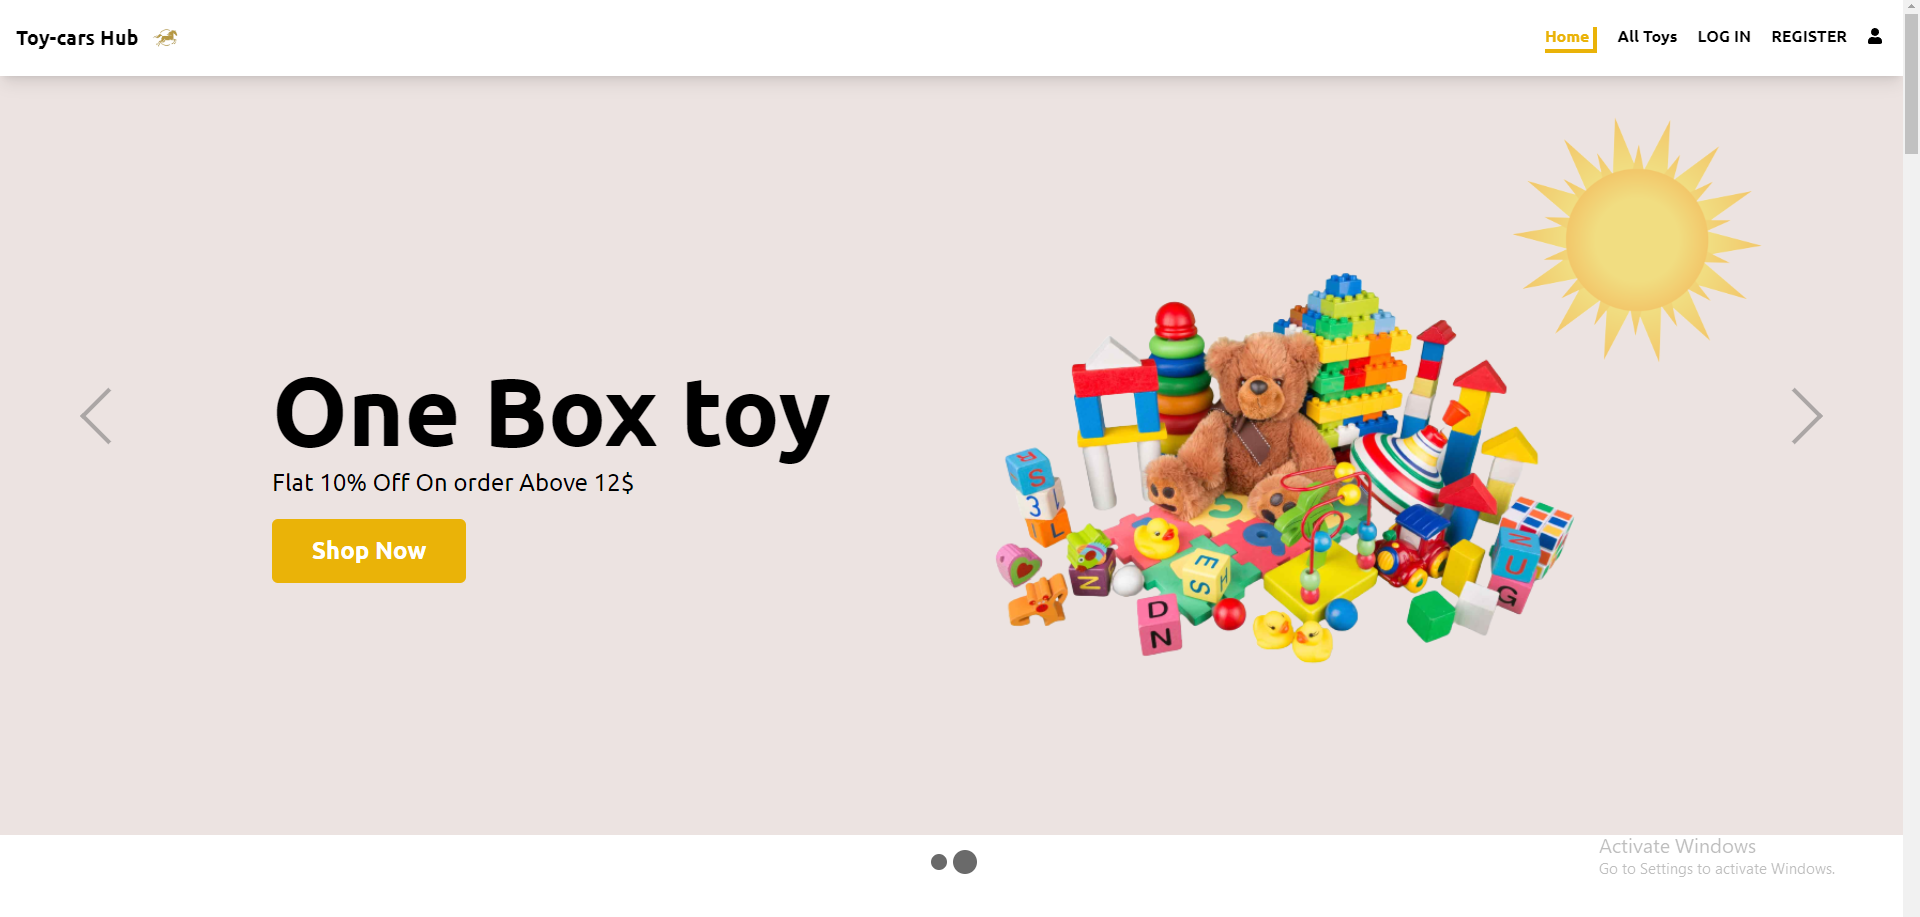 Toy-cars Hub
Home
All Toys
LOG IN
REGISTER
One Box toy
Flat 10% Off On order Above 12$
Shop Now
R
S
3
L
Z
D
N
E
S
H
N
Z
U
G
Activate Windows
Go to Settings to activate Windows.